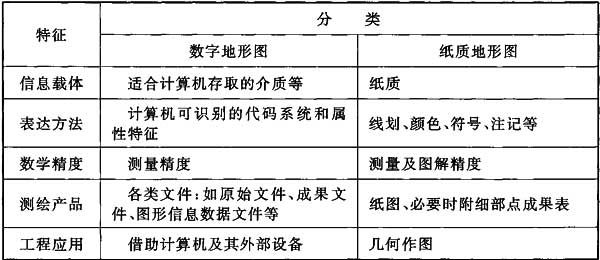 特征
分 类
数字地形图
纸质地形图
信息载体
适合计算机存取的介质等
纸质
表达方法
计算机可识别的代码系统和属
性特征
线划、颜色、符号、注记等
数学精度
测量精度
测量及图解精度
测绘产品
各类文件:如原始文件、成果文
件、图形信息数据文件等
纸图、必要时附细部点成果表
工程应用
借助计算机及其外部设备
几何作图